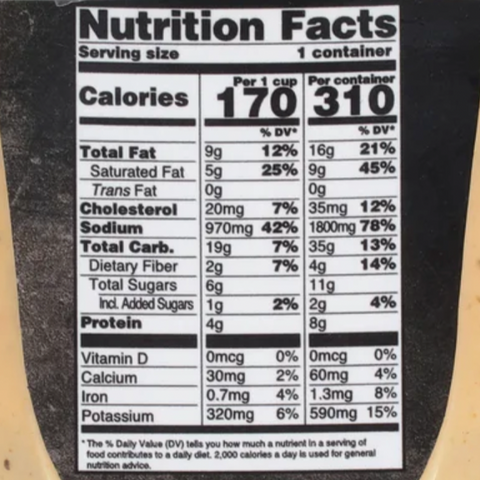 Nutrition Facts
Serving size 1 container
Per 1 cup Per container
Calories 170 310
% DV* % DV*
Total Fat 9g 12% 16g 21%
Saturated Fat 5g 25% 9g 45%
Trans Fat 0g 0g
Cholesterol 20mg 7% 35mg 12%
Sodium 970mg 42% 1800mg 78%
Total Carb. 19g 7% 35g 13%
Dietary Fiber 2g 7% 4g 14%
Total Sugars 6g 11g
Incl. Added Sugars 1g 2% 2g 4%
Protein 4g 8g
Vitamin D 0mcg 0% 0mcg 0%
Calcium 30mg 2% 60mg 4%
Iron 0.7mg 4% 1.3mg 8%
Potassium 320mg 6% 590mg 15%
*The % Daily Value (DV) tells you how much a nutrient in a serving of
food contributes to a daily diet. 2,000 calories a day is used for general
nutrition advice.